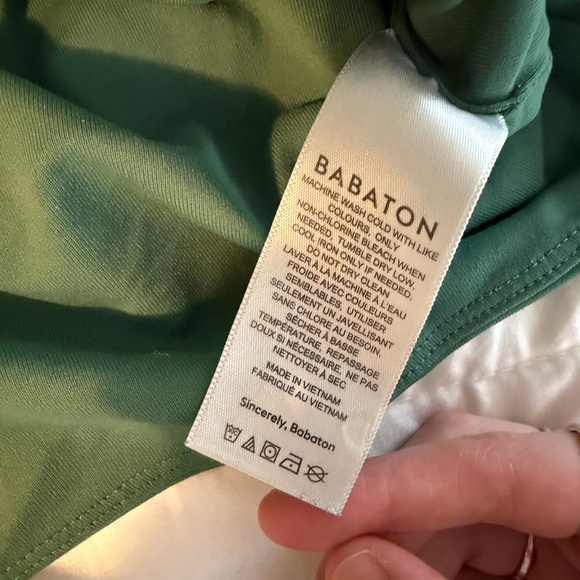 BABATON
MACHINE WASH COLD WITH LIKE
COLOURS. ONLY
NON-CHLORINE BLEACH WHEN
NEEDED. TUMBLE DRY LOW.
COOL IRON ONLY IF NEEDED.
DO NOT DRY CLEAN
LAVER À LA MACHINE À L'EAU
FROIDE AVEC COULEURS
SEMBLABLES, UTILISER
SEULEMENT UN JAVELLISANT
SANS CHLORE AU BESOIN.
SÉCHER À BASSE
TEMPÉRATURE. REPASSAGE
DOUX SI NÉCESSAIRE. NE PAS
NETTOYER À SEC
MADE IN VIETNAM
FABRIQUÉ AU VIETNAM
Sincerely, Babaton